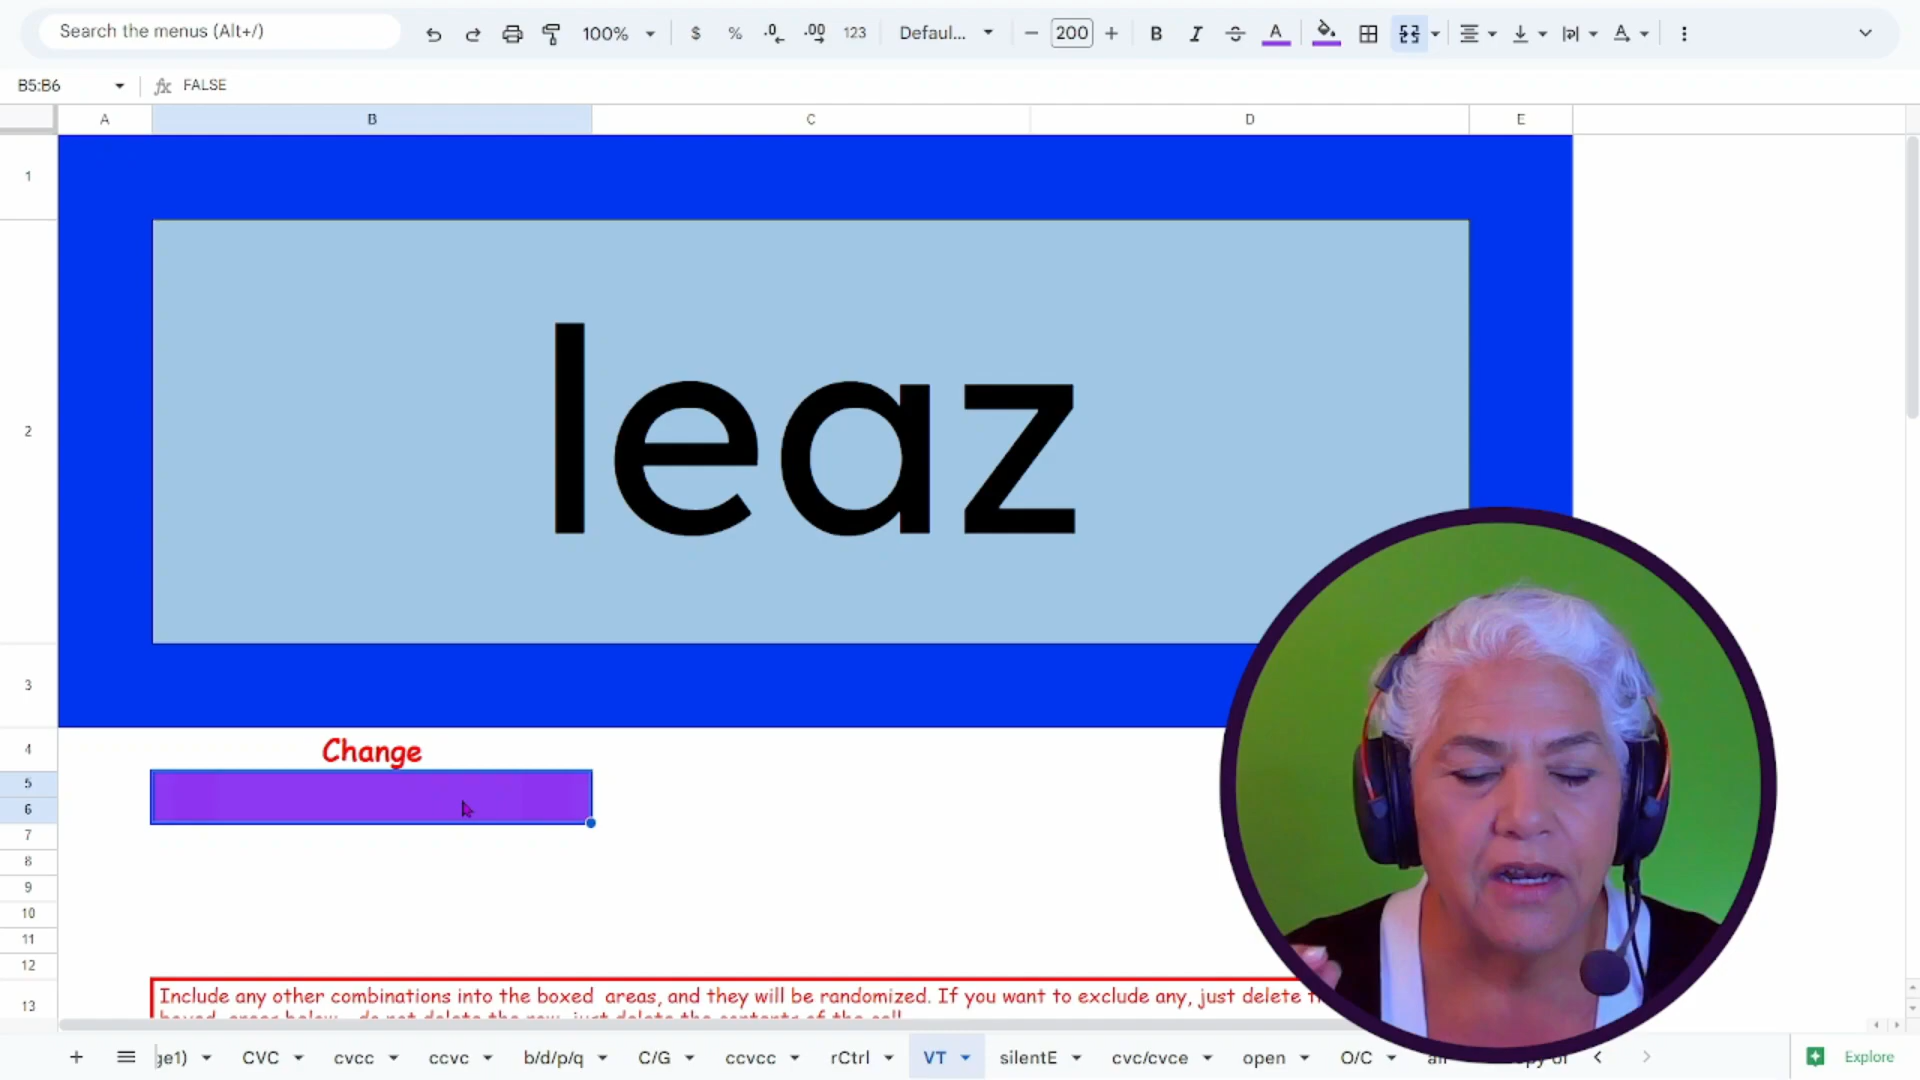 Search the menus (Alt+/)
100%
$ % .0 .00 123
Defaul...
200
B I A
B5:B6
fx FALSE
A B C D E
1
2
leaz
3
4
Change
5
6
7
8
9
10
11
12
13
Include any other combinations into the boxed areas, and they will be randomized. If you want to exclude any, just delete
ge1) CVC cvcc ccvc b/d/p/q C/G ccvcc rCtrl VT silentE cvc/cvce open O/C Explore